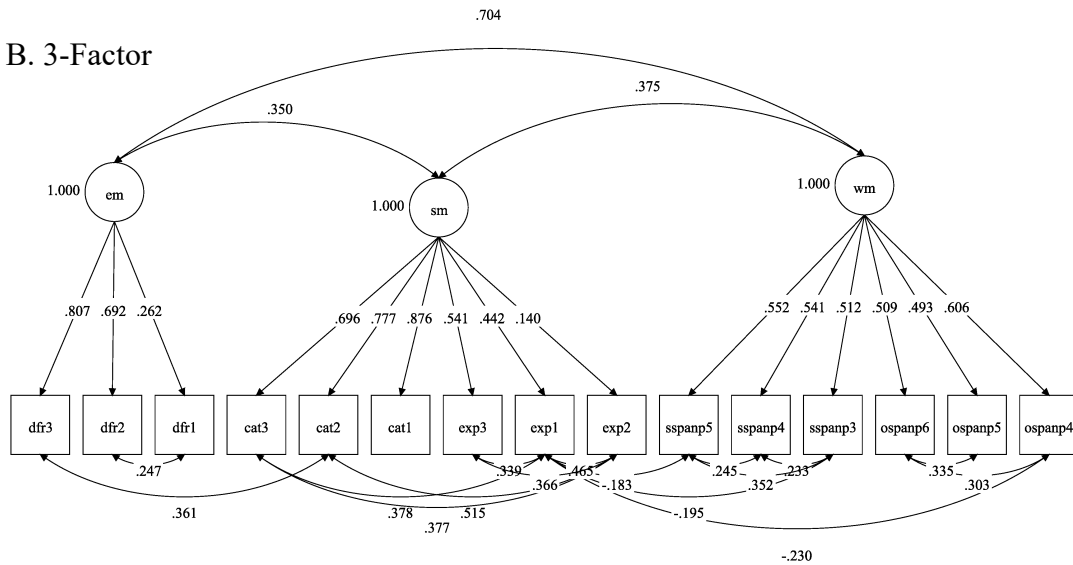 .704
B. 3-Factor
.375
.350
1.000 em
1.000 sm
1.000 wm
.807 .692 .262
.696 .777 .876 .541 .442 .140
.552 .541 .512 .509 .493 .606
dfr3 dfr2 dfr1 cat3 cat2 cat1 exp3 exp1 exp2 sspanp5 sspanp4 sspanp3 ospanp6 ospanp5 ospanp4
.247 .339 .465 .245 .233 .335
.366 -.183 .352 .303
.361 .378 .515 -.195
.377
-.230